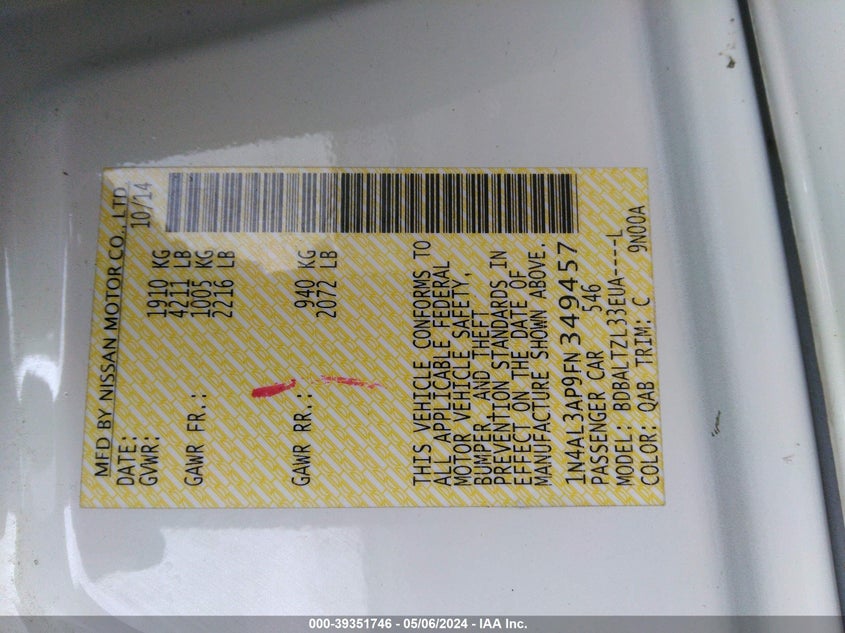 MFD BY NISSAN MOTOR CO., LTD
DATE: 10/14
GVWR: 1910 KG
4211 LB
GAWR FR.: 1005 KG
2216 LB
GAWR RR.: 940 KG
2072 LB
THIS VEHICLE CONFORMS TO
ALL APPLICABLE FEDERAL
MOTOR VEHICLE SAFETY,
BUMPER, AND THEFT
PREVENTION STANDARDS IN
EFFECT ON THE DATE OF
MANUFACTURE SHOWN ABOVE.
1N4AL3AP9FN349457
PASSENGER CAR 546
MODEL: BDBALTZL33EUA----L
COLOR: QAB TRIM: C 9N00A
000-39351746 - 05/06/2024 - IAA Inc.